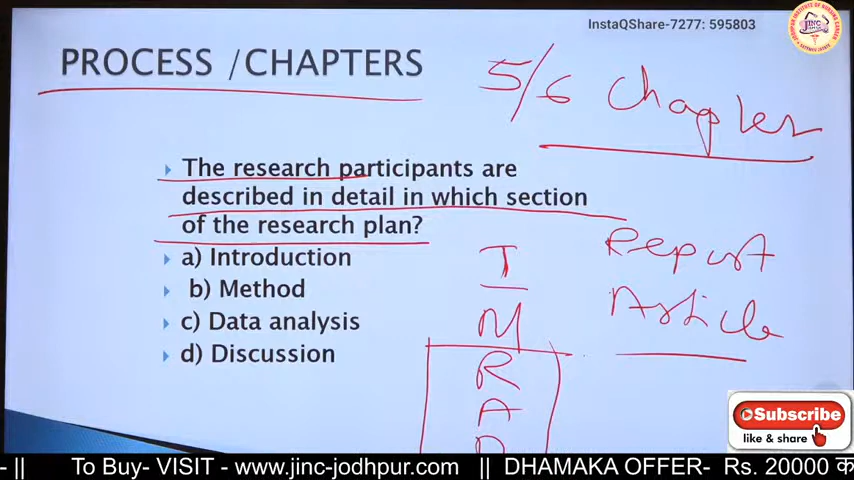 InstaQShare-7277: 595803
JINC
PROCESS /CHAPTERS
5/6 Chapter
The research participants are
described in detail in which section
of the research plan?
a) Introduction
b) Method
c) Data analysis
d) Discussion
I
M
R
A
D
Report
Article
Subscribe
like & share
- || To Buy- VISIT - www.jinc-jodhpur.com || DHAMAKA OFFER- Rs. 20000 क